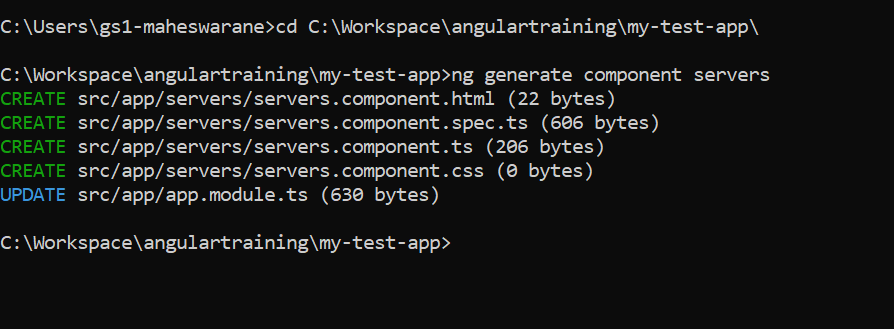 C:\Users\gs1-maheswarane>cd C:\Workspace\angulartraining\my-test-app\
C:\Workspace\angulartraining\my-test-app>ng generate component servers
CREATE src/app/servers/servers.component.html (22 bytes)
CREATE src/app/servers/servers.component.spec.ts (606 bytes)
CREATE src/app/servers/servers.component.ts (206 bytes)
CREATE src/app/servers/servers.component.css (0 bytes)
UPDATE src/app/app.module.ts (630 bytes)
C:\Workspace\angulartraining\my-test-app>